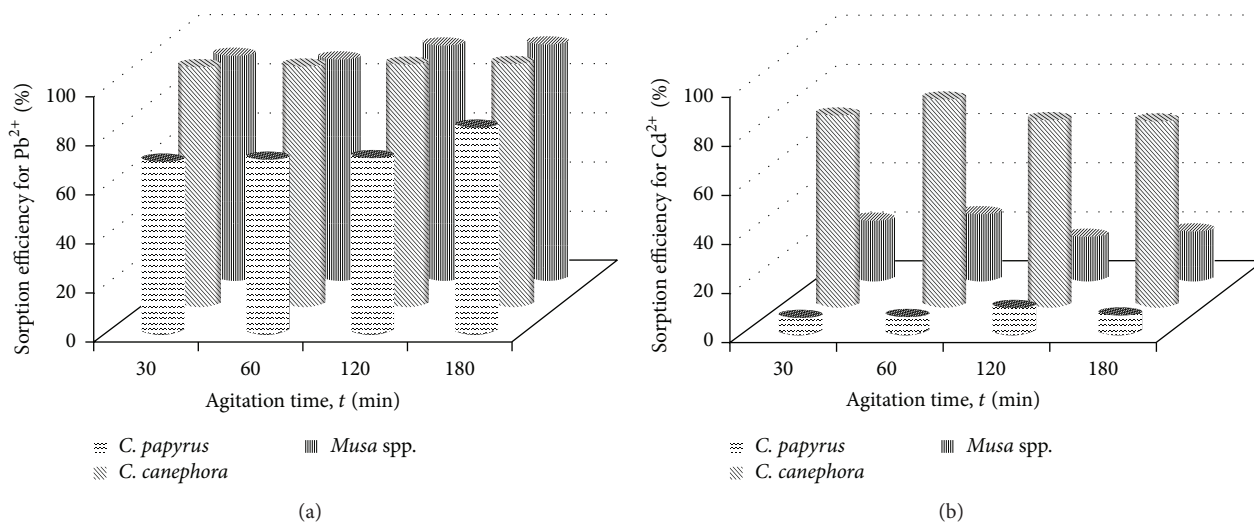 Sorption efficiency for Pb²⁺ (%)
100
80
60
40
20
0
30 60 120 180
Agitation time, t (min)
C. papyrus
C. canephora
Musa spp.
(a)
Sorption efficiency for Cd²⁺ (%)
100
80
60
40
20
0
30 60 120 180
Agitation time, t (min)
C. papyrus
C. canephora
Musa spp.
(b)